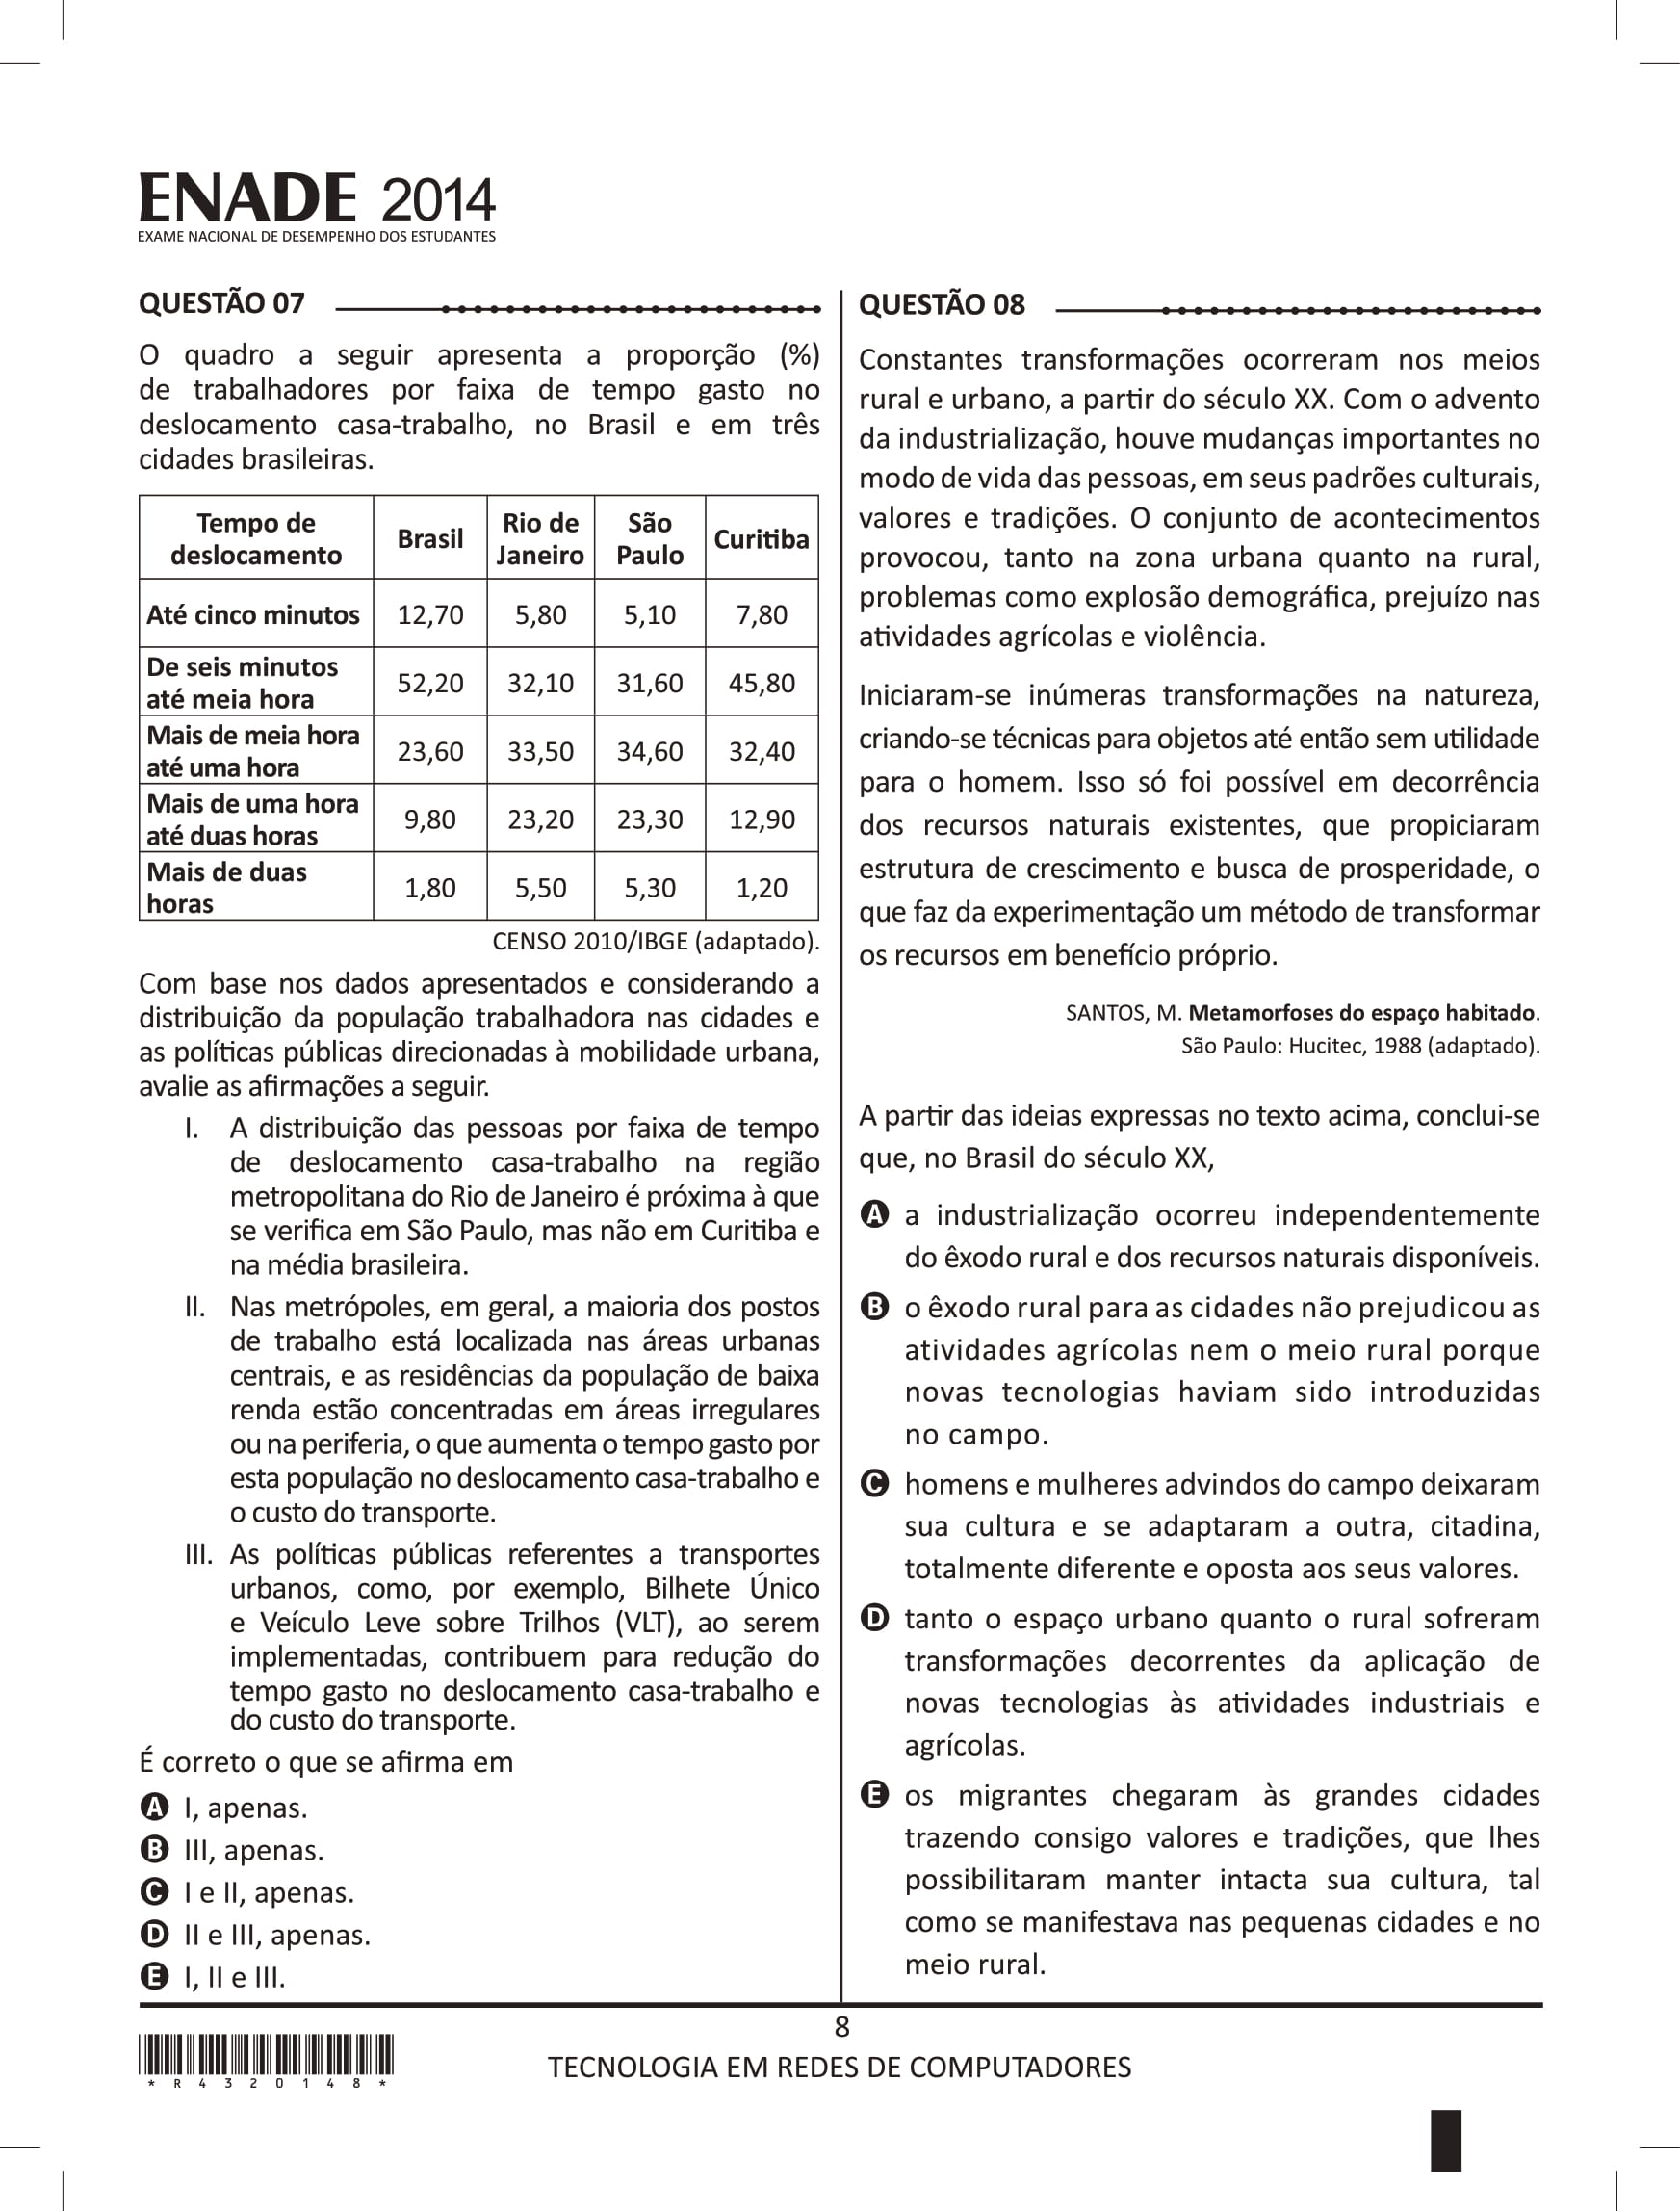 ENADE 2014
EXAME NACIONAL DE DESEMPENHO DOS ESTUDANTES
QUESTÃO 07
O quadro a seguir apresenta a proporção (%)
de trabalhadores por faixa de tempo gasto no
deslocamento casa-trabalho, no Brasil e em três
cidades brasileiras.
Tempo de deslocamento Brasil Rio de Janeiro São Paulo Curitiba
Até cinco minutos 12,70 5,80 5,10 7,80
De seis minutos até meia hora 52,20 32,10 31,60 45,80
Mais de meia hora até uma hora 23,60 33,50 34,60 32,40
Mais de uma hora até duas horas 9,80 23,20 23,30 12,90
Mais de duas horas 1,80 5,50 5,30 1,20
CENSO 2010/IBGE (adaptado).
Com base nos dados apresentados e considerando a
distribuição da população trabalhadora nas cidades e
as políticas públicas direcionadas à mobilidade urbana,
avalie as afirmações a seguir.
I. A distribuição das pessoas por faixa de tempo
de deslocamento casa-trabalho na região
metropolitana do Rio de Janeiro é próxima à que
se verifica em São Paulo, mas não em Curitiba e
na média brasileira.
II. Nas metrópoles, em geral, a maioria dos postos
de trabalho está localizada nas áreas urbanas
centrais, e as residências da população de baixa
renda estão concentradas em áreas irregulares
ou na periferia, o que aumenta o tempo gasto por
esta população no deslocamento casa-trabalho e
o custo do transporte.
III. As políticas públicas referentes a transportes
urbanos, como, por exemplo, Bilhete Único
e Veículo Leve sobre Trilhos (VLT), ao serem
implementadas, contribuem para redução do
tempo gasto no deslocamento casa-trabalho e
do custo do transporte.
É correto o que se afirma em
A I, apenas.
B III, apenas.
C I e II, apenas.
D II e III, apenas.
E I, II e III.
QUESTÃO 08
Constantes transformações ocorreram nos meios
rural e urbano, a partir do século XX. Com o advento
da industrialização, houve mudanças importantes no
modo de vida das pessoas, em seus padrões culturais,
valores e tradições. O conjunto de acontecimentos
provocou, tanto na zona urbana quanto na rural,
problemas como explosão demográfica, prejuízo nas
atividades agrícolas e violência.
Iniciaram-se inúmeras transformações na natureza,
criando-se técnicas para objetos até então sem utilidade
para o homem. Isso só foi possível em decorrência
dos recursos naturais existentes, que propiciaram
estrutura de crescimento e busca de prosperidade, o
que faz da experimentação um método de transformar
os recursos em benefício próprio.
SANTOS, M. Metamorfoses do espaço habitado.
São Paulo: Hucitec, 1988 (adaptado).
A partir das ideias expressas no texto acima, conclui-se
que, no Brasil do século XX,
A a industrialização ocorreu independentemente
do êxodo rural e dos recursos naturais disponíveis.
B o êxodo rural para as cidades não prejudicou as
atividades agrícolas nem o meio rural porque
novas tecnologias haviam sido introduzidas
no campo.
C homens e mulheres advindos do campo deixaram
sua cultura e se adaptaram a outra, citadina,
totalmente diferente e oposta aos seus valores.
D tanto o espaço urbano quanto o rural sofreram
transformações decorrentes da aplicação de
novas tecnologias às atividades industriais e
agrícolas.
E os migrantes chegaram às grandes cidades
trazendo consigo valores e tradições, que lhes
possibilitaram manter intacta sua cultura, tal
como se manifestava nas pequenas cidades e no
meio rural.
8
TECNOLOGIA EM REDES DE COMPUTADORES
* R 4 3 2 0 1 4 8 *